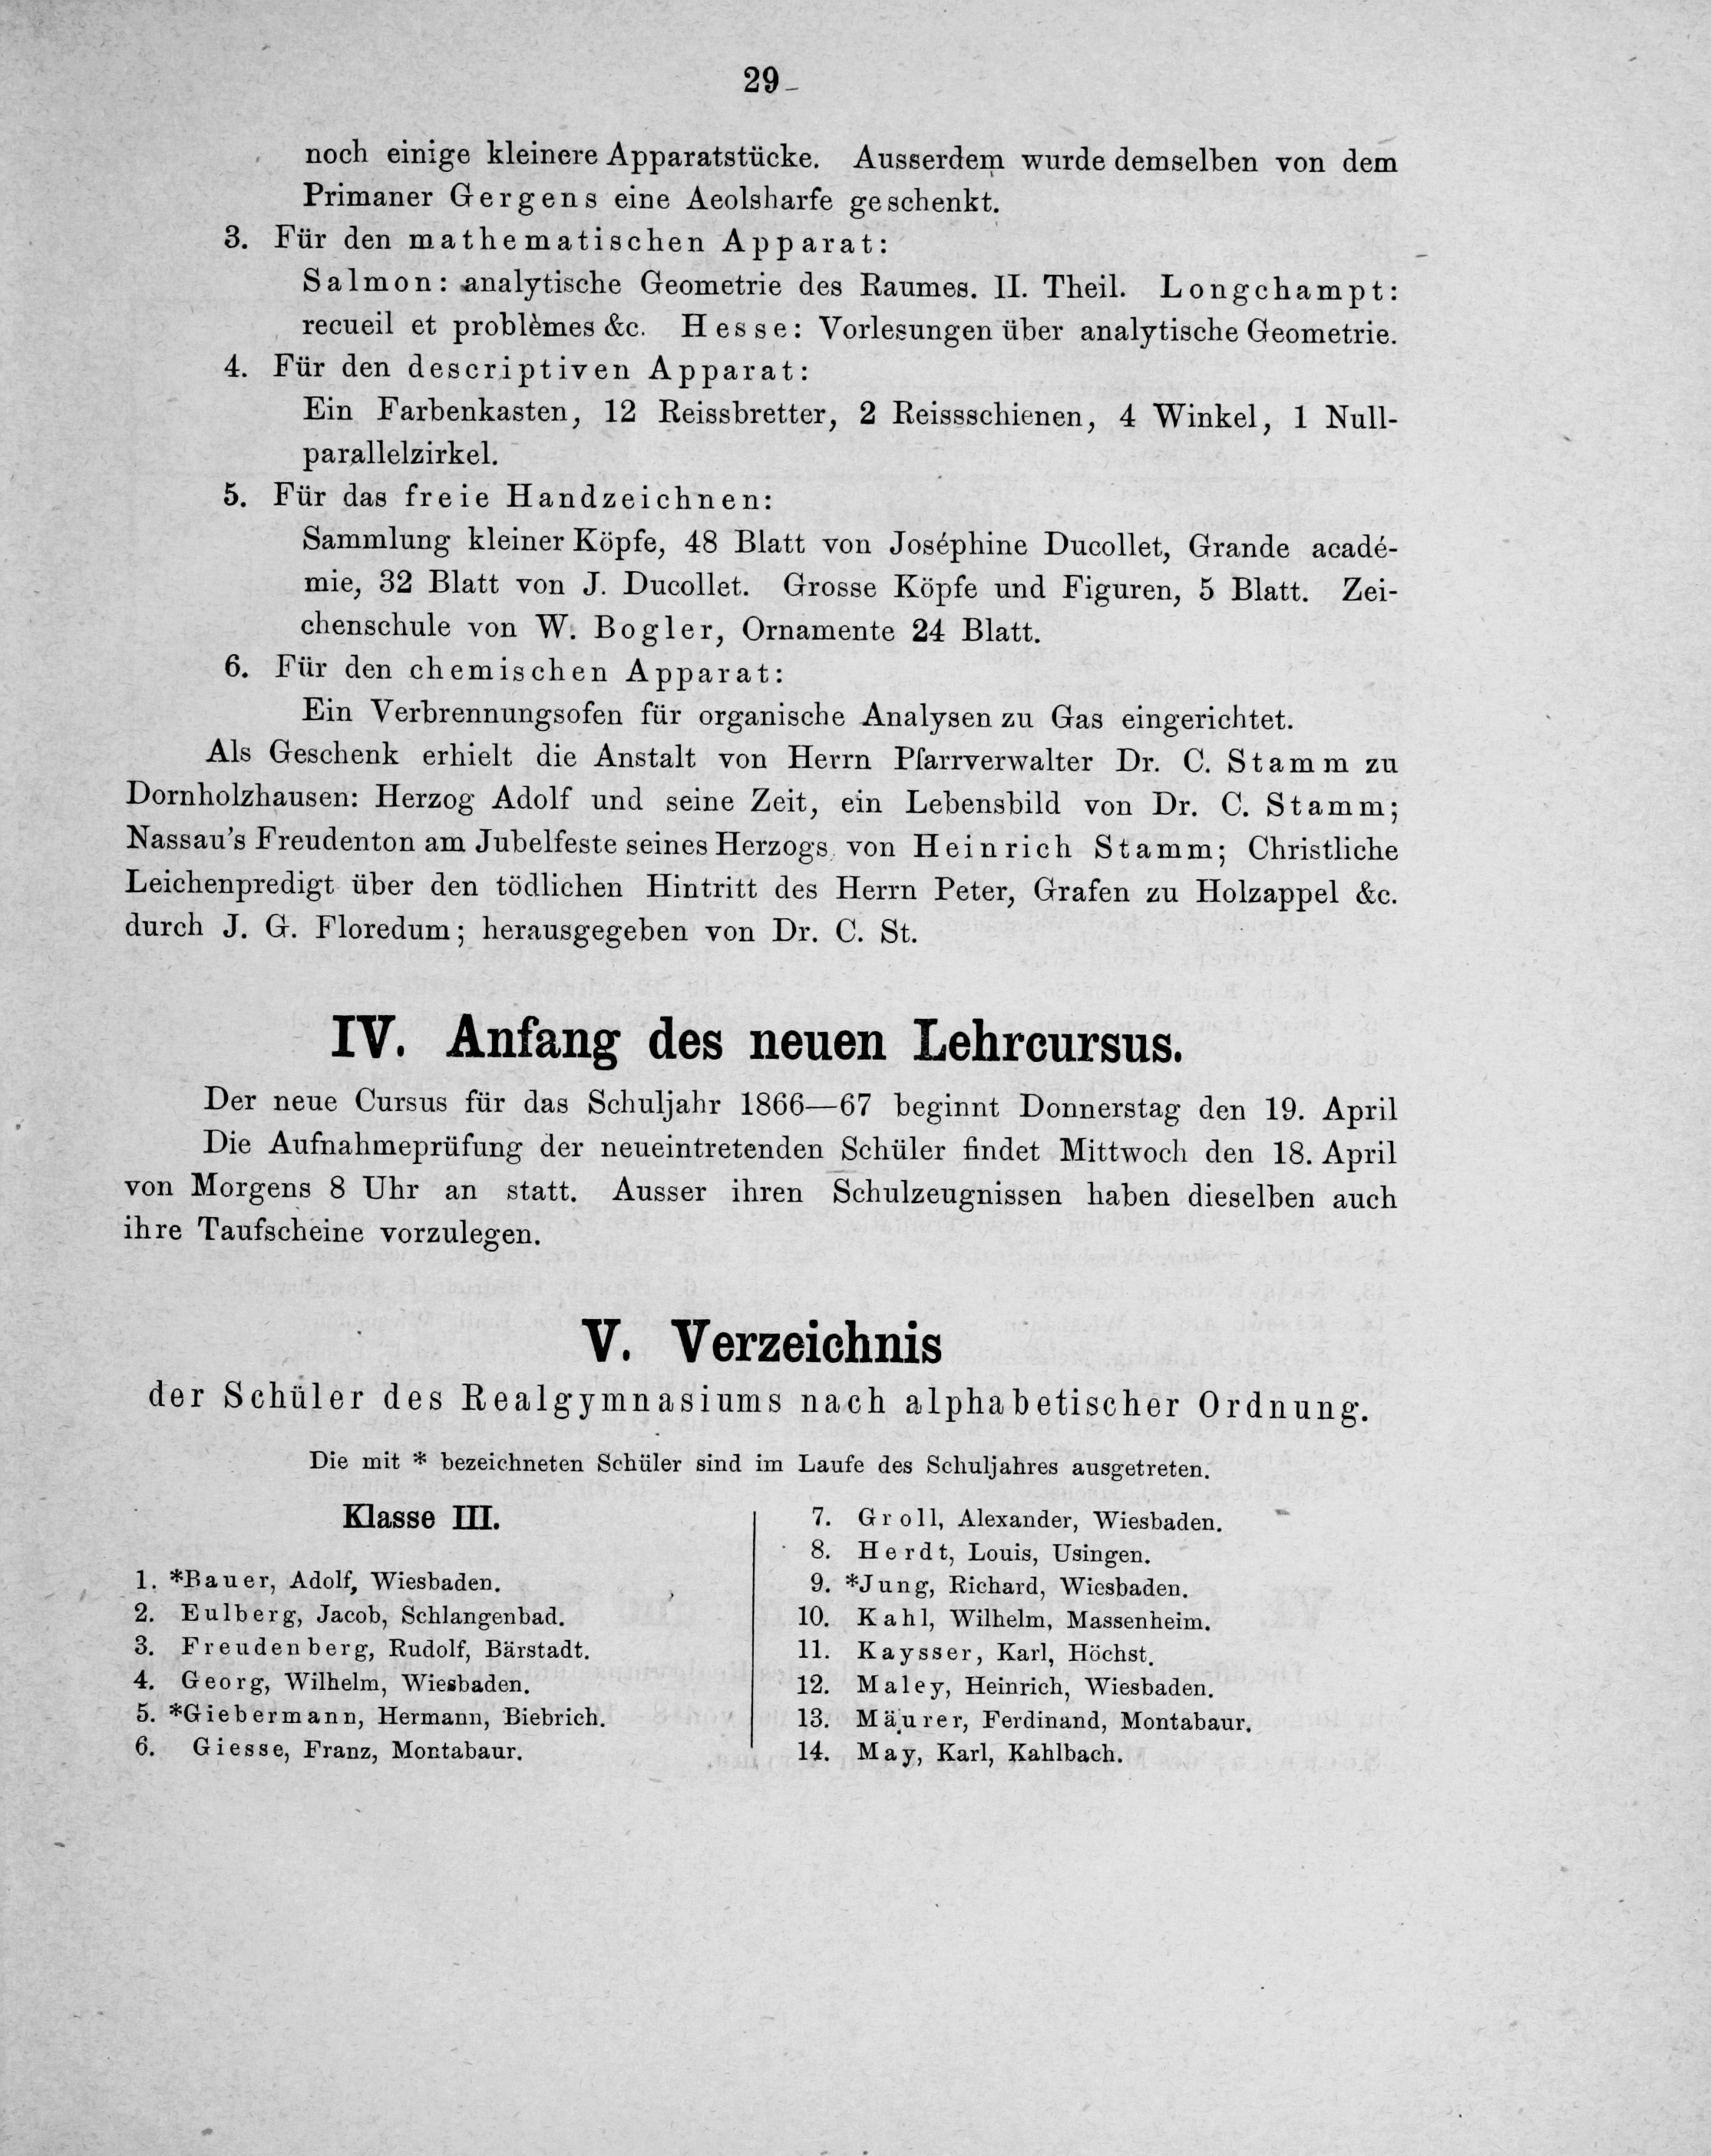 29
noch einige kleinere Apparatstücke. Ausserdem wurde demselben von dem
Primaner Gergens eine Aeolsharfe geschenkt.
3. Für den mathematischen Apparat:
Salmon: analytische Geometrie des Raumes. II. Theil. Longchampt:
recueil et problèmes &c. Hesse: Vorlesungen über analytische Geometrie.
4. Für den descriptiven Apparat:
Ein Farbenkasten, 12 Reissbretter, 2 Reissschienen, 4 Winkel, 1 Null-
parallelzirkel.
5. Für das freie Handzeichnen:
Sammlung kleiner Köpfe, 48 Blatt von Joséphine Ducollet, Grande acadé-
mie, 32 Blatt von J. Ducollet. Grosse Köpfe und Figuren, 5 Blatt. Zei-
chenschule von W. Bogler, Ornamente 24 Blatt.
6. Für den chemischen Apparat:
Ein Verbrennungsofen für organische Analysen zu Gas eingerichtet.
Als Geschenk erhielt die Anstalt von Herrn Pfarrverwalter Dr. C. Stamm zu
Dornholzhausen: Herzog Adolf und seine Zeit, ein Lebensbild von Dr. C. Stamm;
Nassau's Freudenton am Jubelfeste seines Herzogs von Heinrich Stamm; Christliche
Leichenpredigt über den tödlichen Hintritt des Herrn Peter, Grafen zu Holzappel &c.
durch J. G. Floredum; herausgegeben von Dr. C. St.
IV. Anfang des neuen Lehrcursus.
Der neue Cursus für das Schuljahr 1866—67 beginnt Donnerstag den 19. April
Die Aufnahmeprüfung der neueintretenden Schüler findet Mittwoch den 18. April
von Morgens 8 Uhr an statt. Ausser ihren Schulzeugnissen haben dieselben auch
ihre Taufscheine vorzulegen.
V. Verzeichnis
der Schüler des Realgymnasiums nach alphabetischer Ordnung.
Die mit * bezeichneten Schüler sind im Laufe des Schuljahres ausgetreten.
Klasse III.
1. *Bauer, Adolf, Wiesbaden.
2. Eulberg, Jacob, Schlangenbad.
3. Freudenberg, Rudolf, Bärstadt.
4. Georg, Wilhelm, Wiesbaden.
5. *Giebermann, Hermann, Biebrich.
6. Giesse, Franz, Montabaur.
7. Groll, Alexander, Wiesbaden.
8. Herdt, Louis, Usingen.
9. *Jung, Richard, Wiesbaden.
10. Kahl, Wilhelm, Massenheim.
11. Kaysser, Karl, Höchst.
12. Maley, Heinrich, Wiesbaden.
13. Mäurer, Ferdinand, Montabaur.
14. May, Karl, Kahlbach.